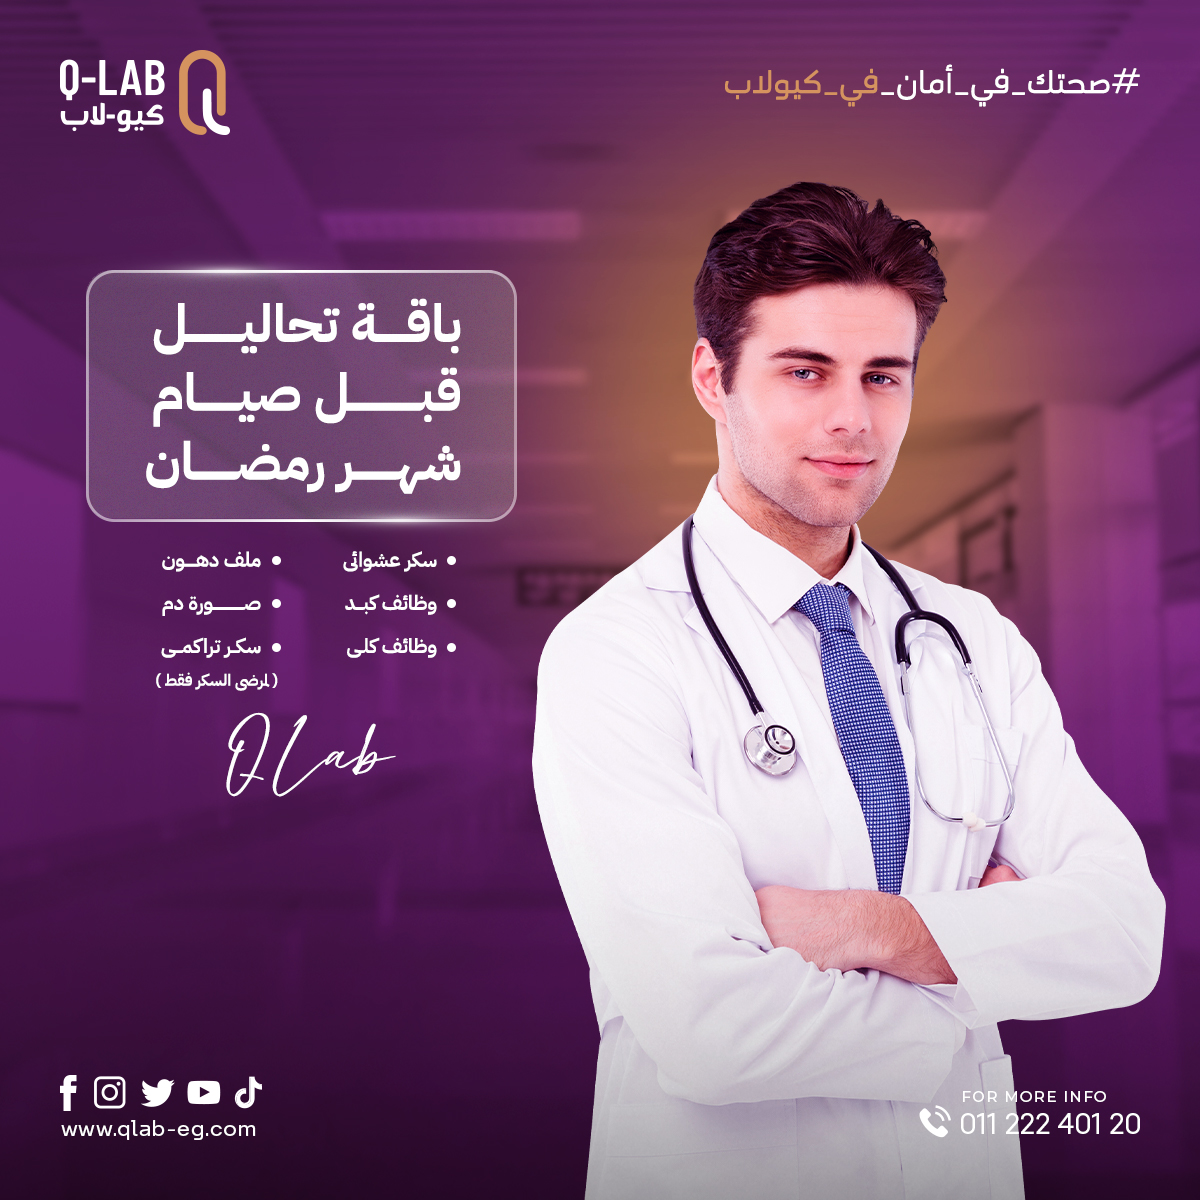 Q-LAB
كيو-لاب
#صحتك_في_أمان_في_كيولاب
باقة تحاليل
قبل صيام
شهر رمضان
سكر عشوائى
وظائف كبد
وظائف كلى
ملف دهون
صورة دم
سكر تراكمى
( لمرضى السكر فقط )
QLab
www.qlab-eg.com
FOR MORE INFO
011 222 401 20